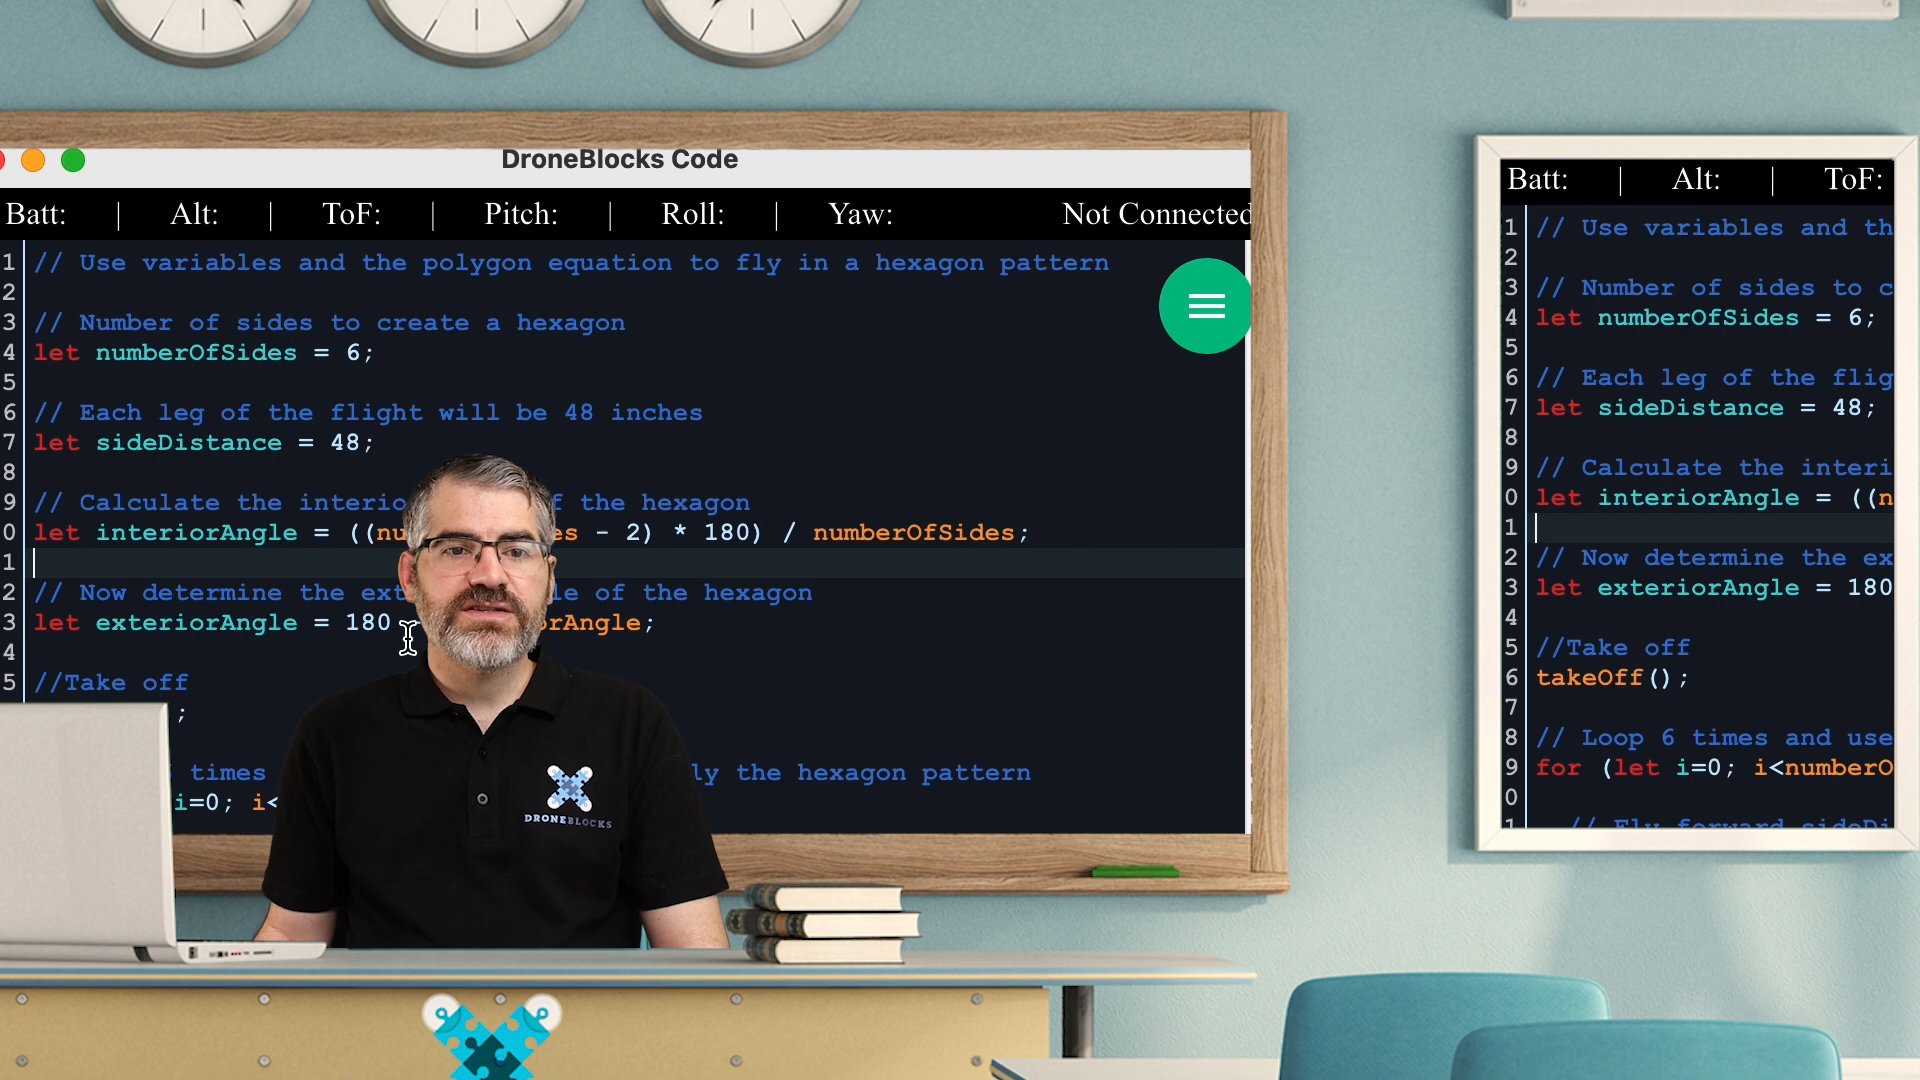 DroneBlocks Code
Batt: | Alt: | ToF: | Pitch: | Roll: | Yaw: Not Connected
1 // Use variables and the polygon equation to fly in a hexagon pattern
2
3 // Number of sides to create a hexagon
4 let numberOfSides = 6;
5
6 // Each leg of the flight will be 48 inches
7 let sideDistance = 48;
8
9 // Calculate the interio f the hexagon
0 let interiorAngle = ((nu es - 2) * 180) / numberOfSides;
1
2 // Now determine the ext le of the hexagon
3 let exteriorAngle = 180 - orAngle;
4
5 //Take off
;
times ly the hexagon pattern
i=0; i<
DRONEBLOCKS
Batt: | Alt: | ToF:
1 // Use variables and th
2
3 // Number of sides to c
4 let numberOfSides = 6;
5
6 // Each leg of the flig
7 let sideDistance = 48;
8
9 // Calculate the interi
0 let interiorAngle = ((n
1
2 // Now determine the ex
3 let exteriorAngle = 180
4
5 //Take off
6 takeOff();
7
8 // Loop 6 times and use
9 for (let i=0; i<numberO
0
1 // Fly forward sideDi